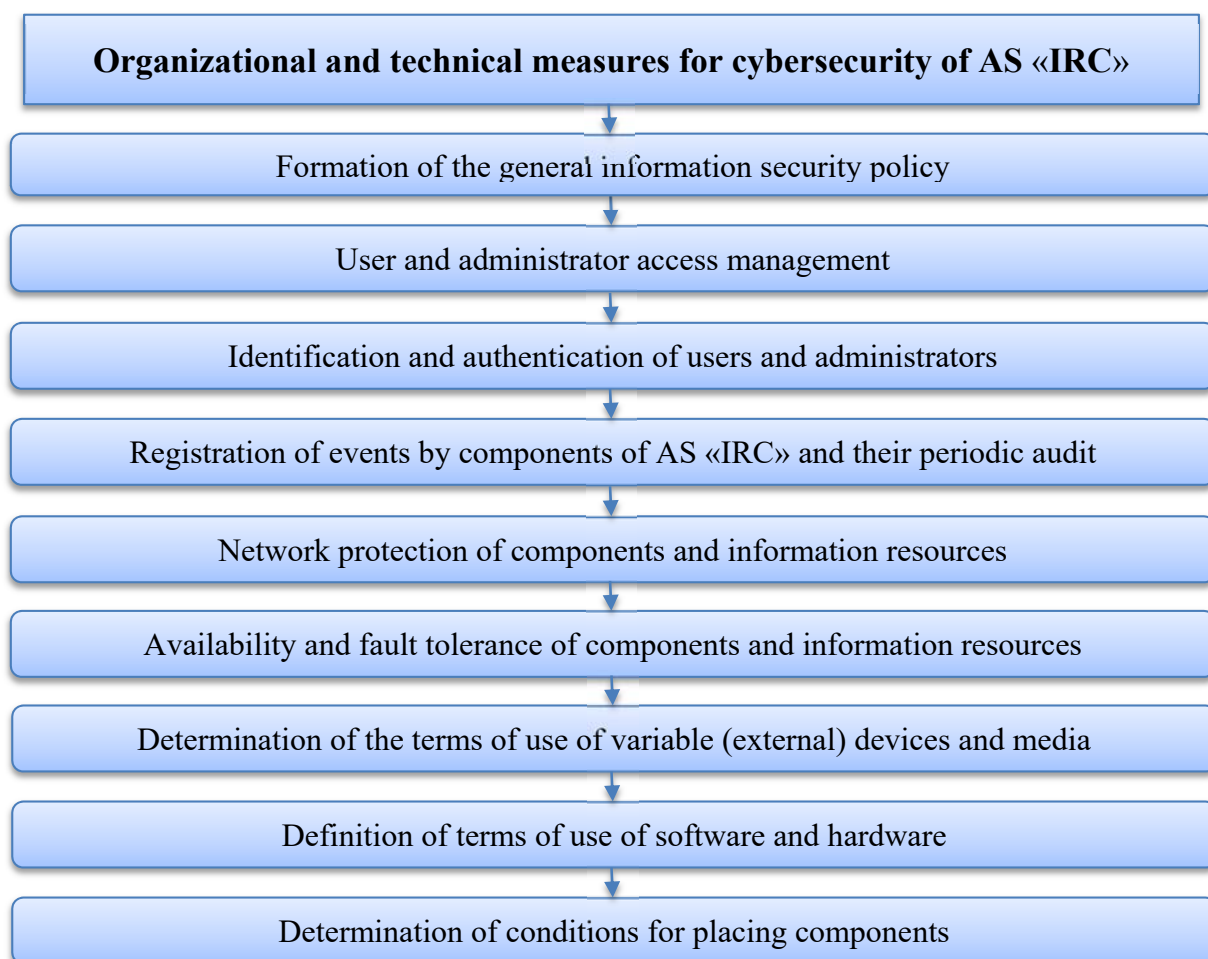 Organizational and technical measures for cybersecurity of AS «IRC»
Formation of the general information security policy
User and administrator access management
Identification and authentication of users and administrators
Registration of events by components of AS «IRC» and their periodic audit
Network protection of components and information resources
Availability and fault tolerance of components and information resources
Determination of the terms of use of variable (external) devices and media
Definition of terms of use of software and hardware
Determination of conditions for placing components